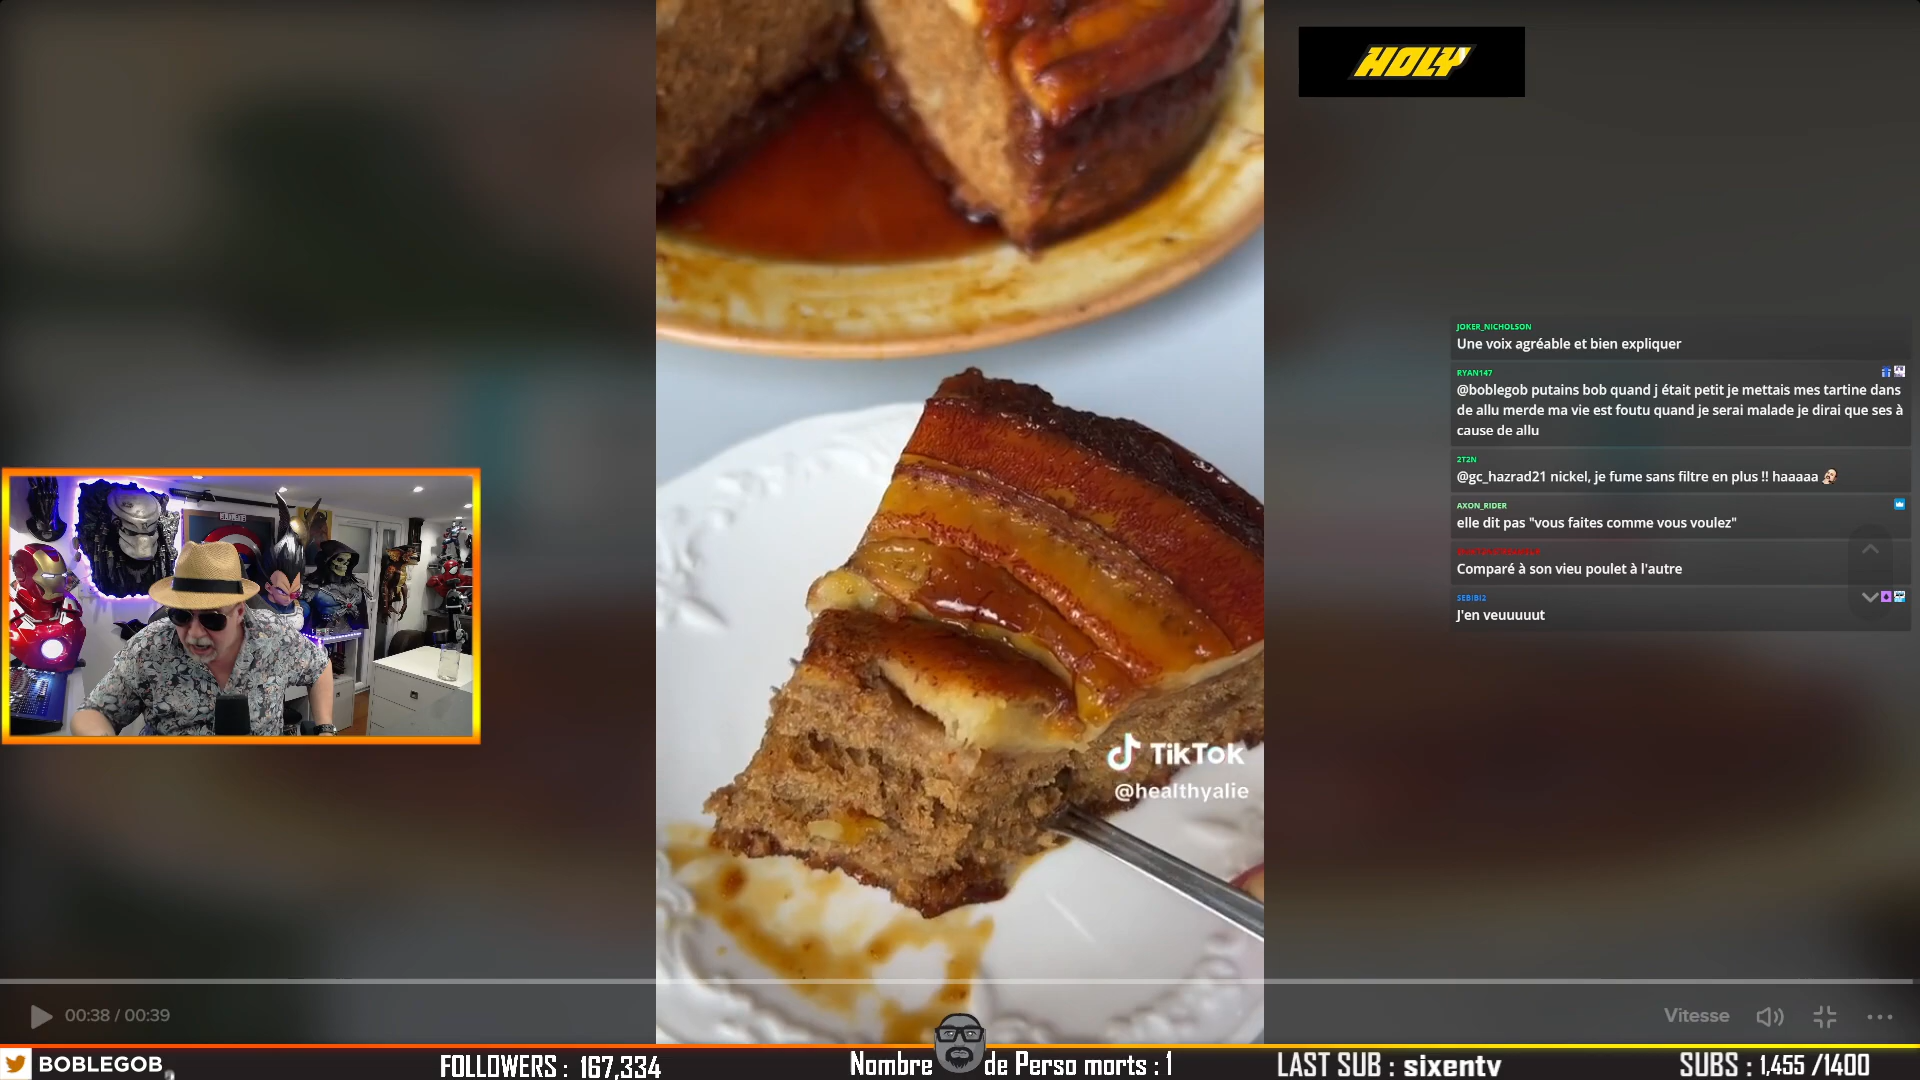 HOLY
JOKER_NICHOLSON
Une voix agréable et bien expliquer
RYAN147
@boblegob putains bob quand j était petit je mettais mes tartine dans
de allu merde ma vie est foutu quand je serai malade je dirai que ses à
cause de allu
2T2N
@gc_hazrad21 nickel, je fume sans filtre en plus !! haaaaa
AXON_RIDER
elle dit pas "vous faites comme vous voulez"
Comparé à son vieu poulet à l'autre
SEBIBI2
J'en veuuuuut
TikTok
@healthyalie
00:38 / 00:39
Vitesse
BOBLEGOB
FOLLOWERS : 167,334
Nombre de Perso morts : 1
LAST SUB : sixentv
SUBS : 1,455 /1400